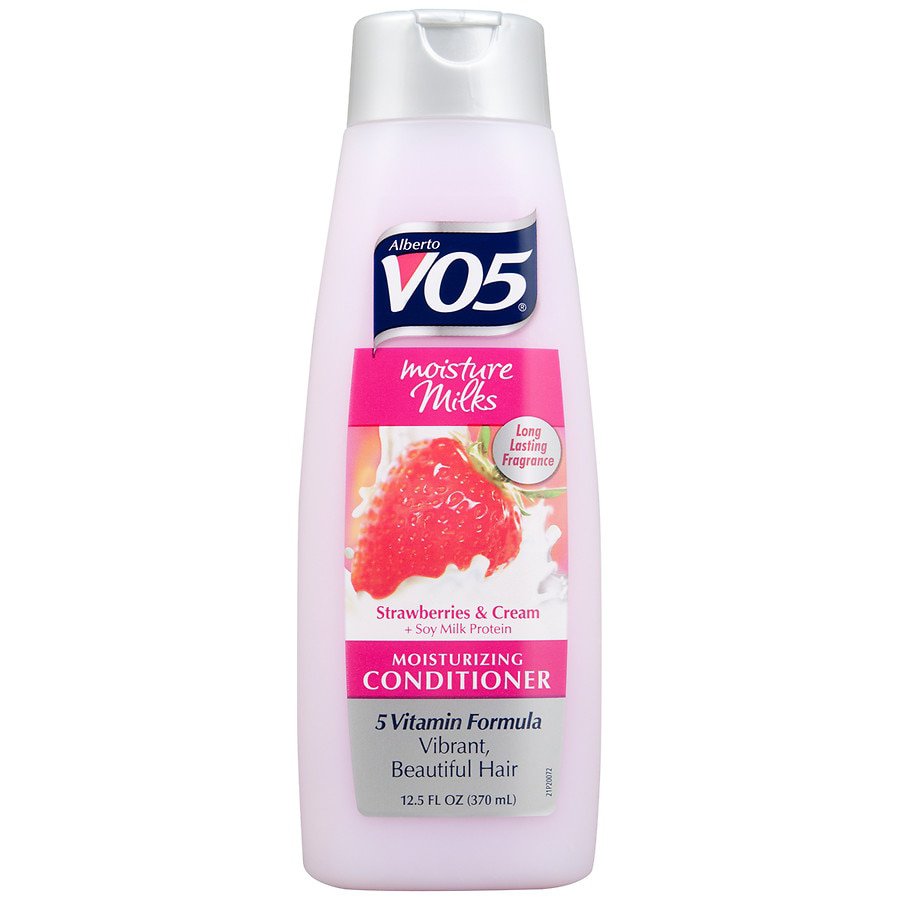 Alberto
VO5®
moisture
Milks
Long
Lasting
Fragrance
Strawberries & Cream
+ Soy Milk Protein
MOISTURIZING
CONDITIONER
5 Vitamin Formula
Vibrant,
Beautiful Hair
12.5 FL OZ (370 mL)
21P20072